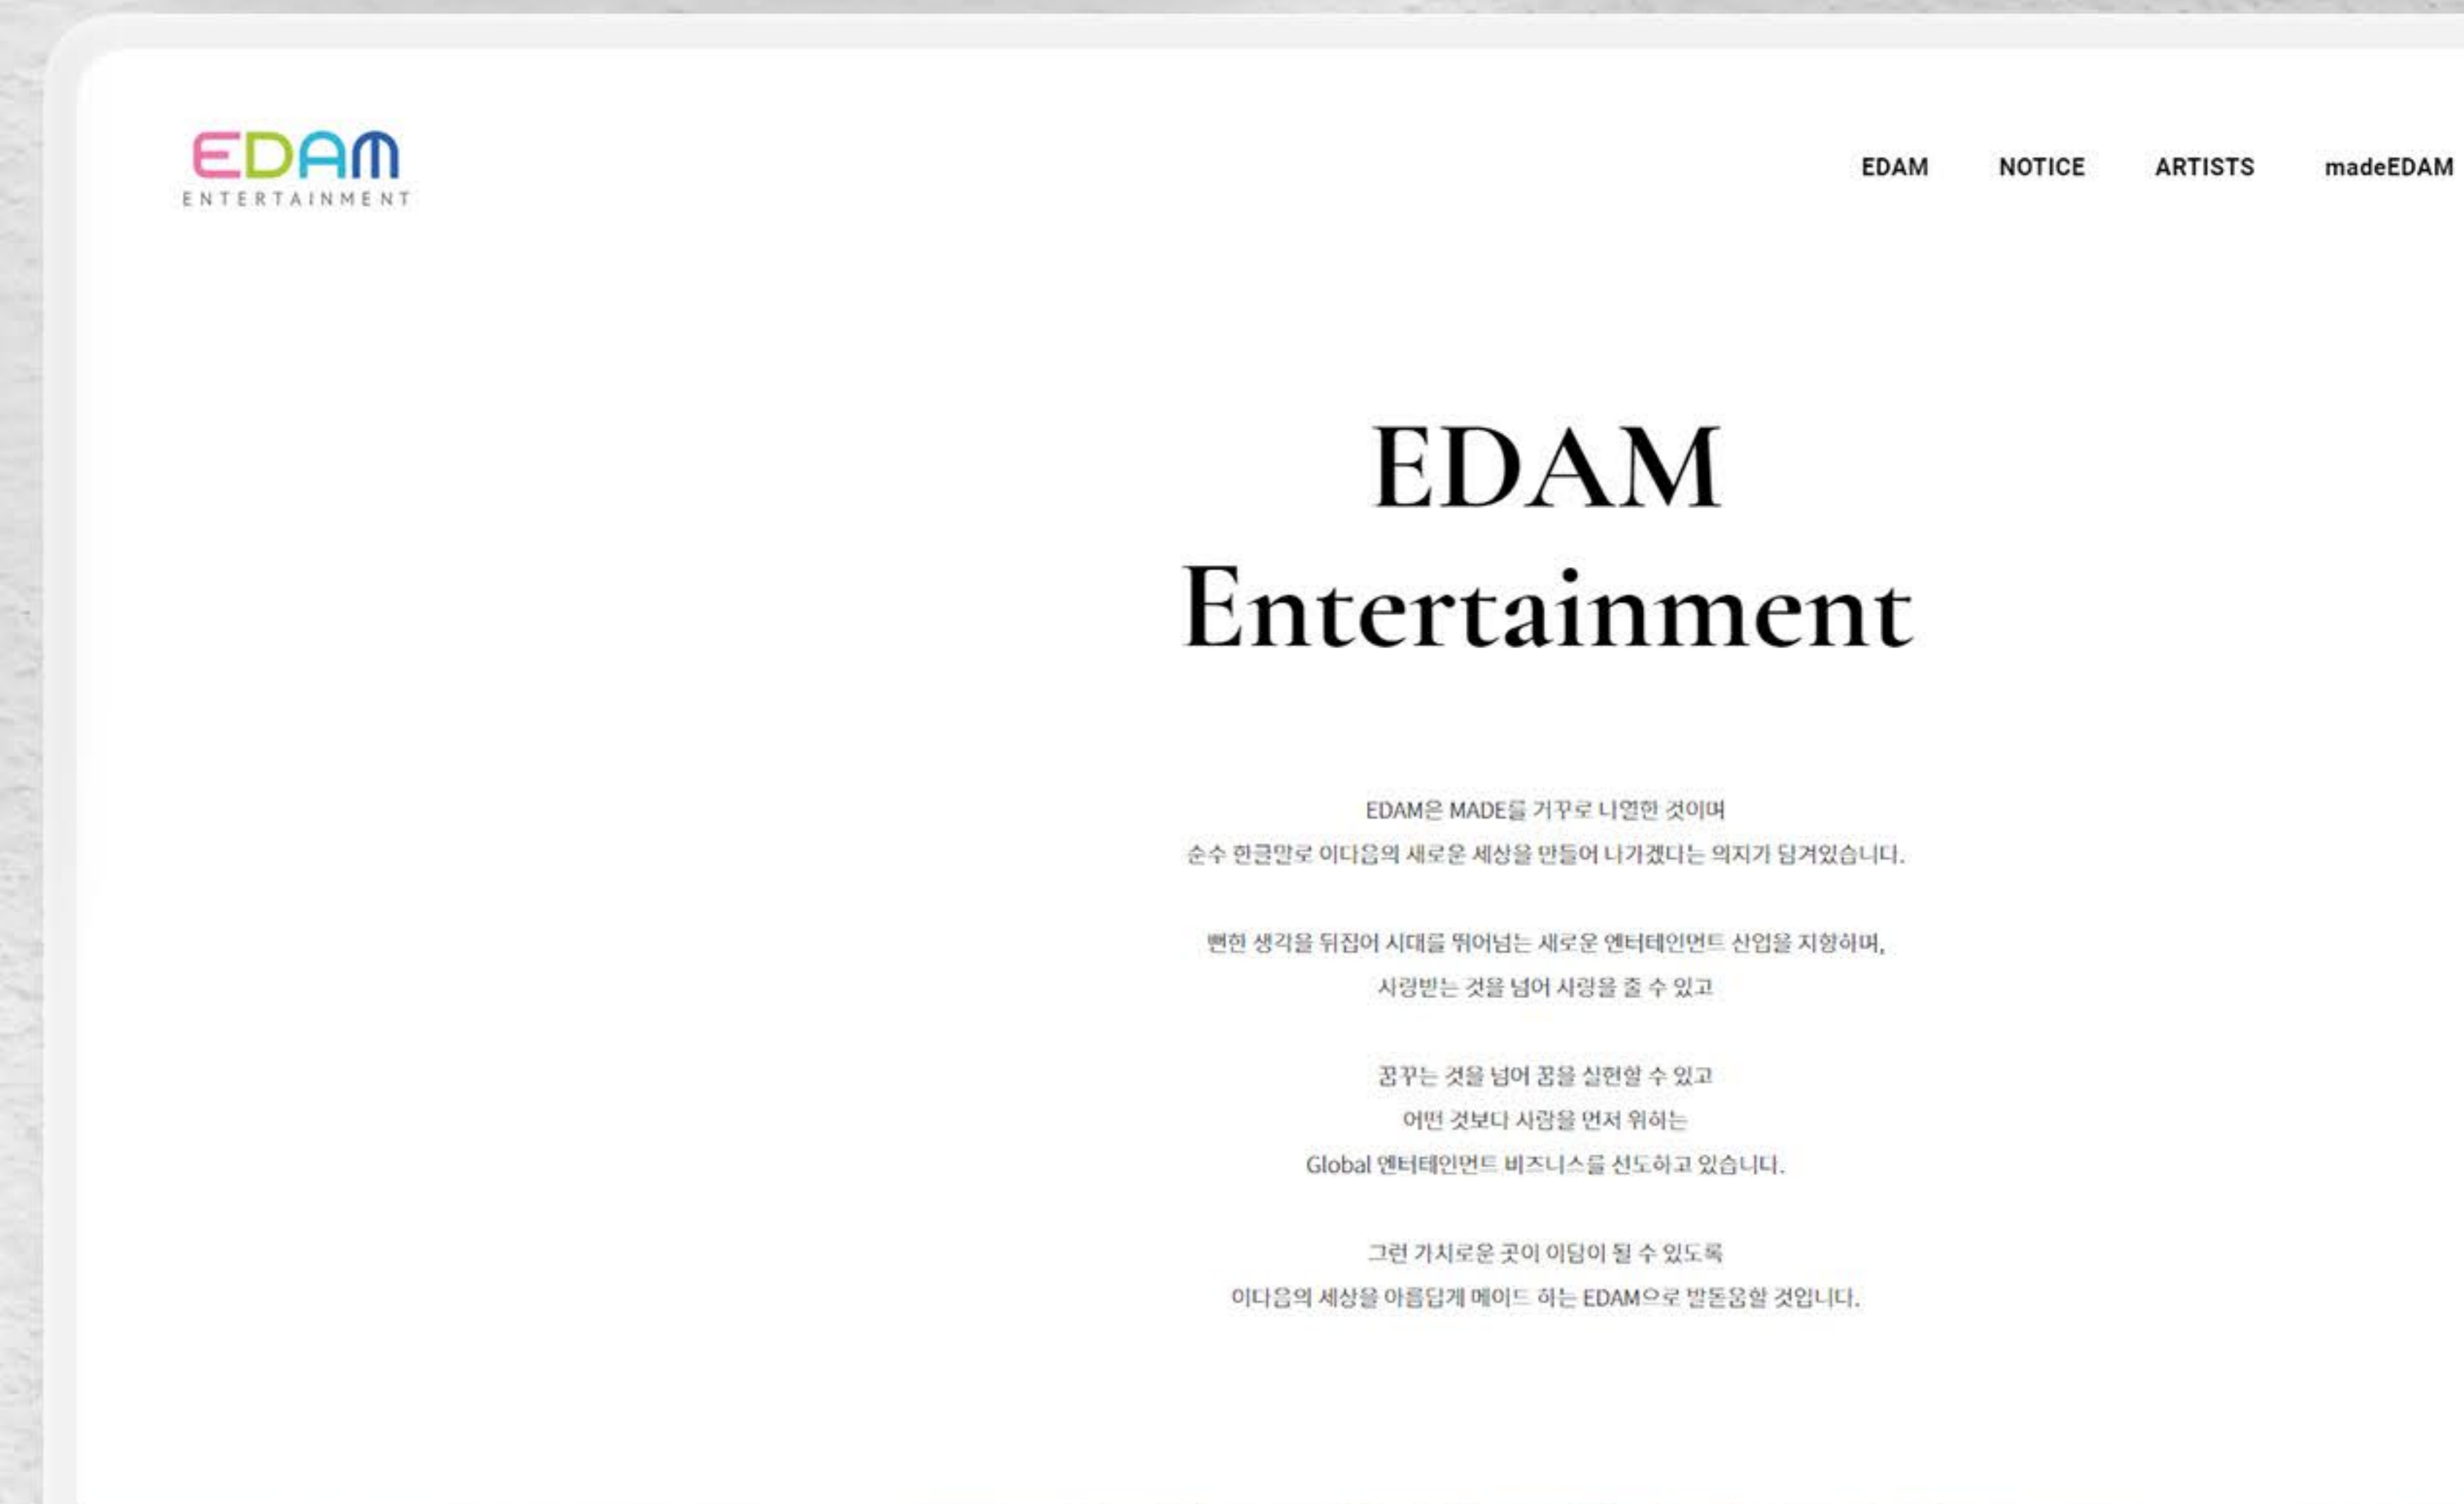 EDAM
ENTERTAINMENT
EDAM NOTICE ARTISTS madeEDAM
EDAM
Entertainment
EDAM은 MADE를 거꾸로 나열한 것이며
순수 한글말로 이다음의 새로운 세상을 만들어 나가겠다는 의지가 담겨있습니다.
뻔한 생각을 뒤집어 시대를 뛰어넘는 새로운 엔터테인먼트 산업을 지향하며,
사랑받는 것을 넘어 사랑을 줄 수 있고
꿈꾸는 것을 넘어 꿈을 실현할 수 있고
어떤 것보다 사람을 먼저 위하는
Global 엔터테인먼트 비즈니스를 선도하고 있습니다.
그런 가치로운 곳이 이담이 될 수 있도록
이다음의 세상을 아름답게 메이드 하는 EDAM으로 발돋움할 것입니다.